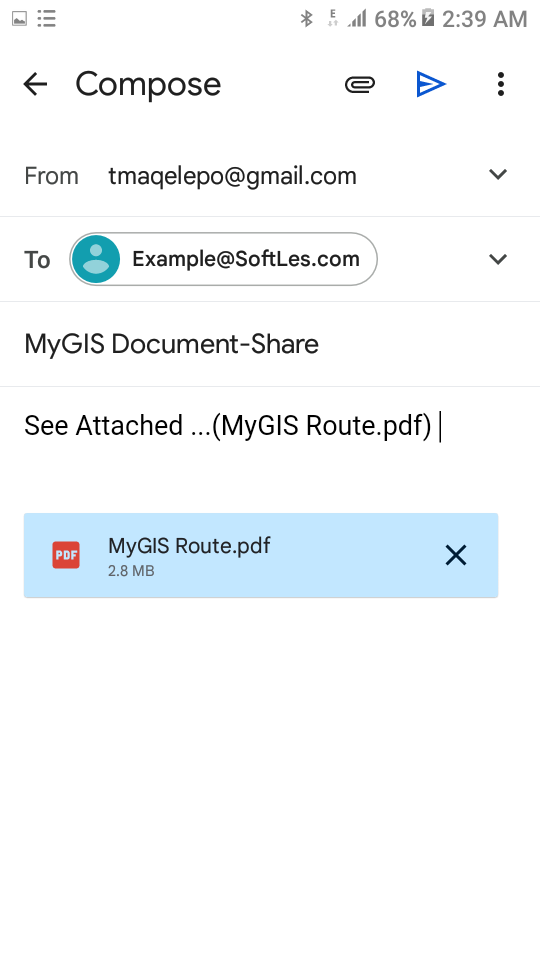 E 68% 2:39 AM
Compose
From tmaqelepo@gmail.com
To Example@SoftLes.com
MyGIS Document-Share
See Attached ...(MyGIS Route.pdf)
PDF MyGIS Route.pdf
2.8 MB